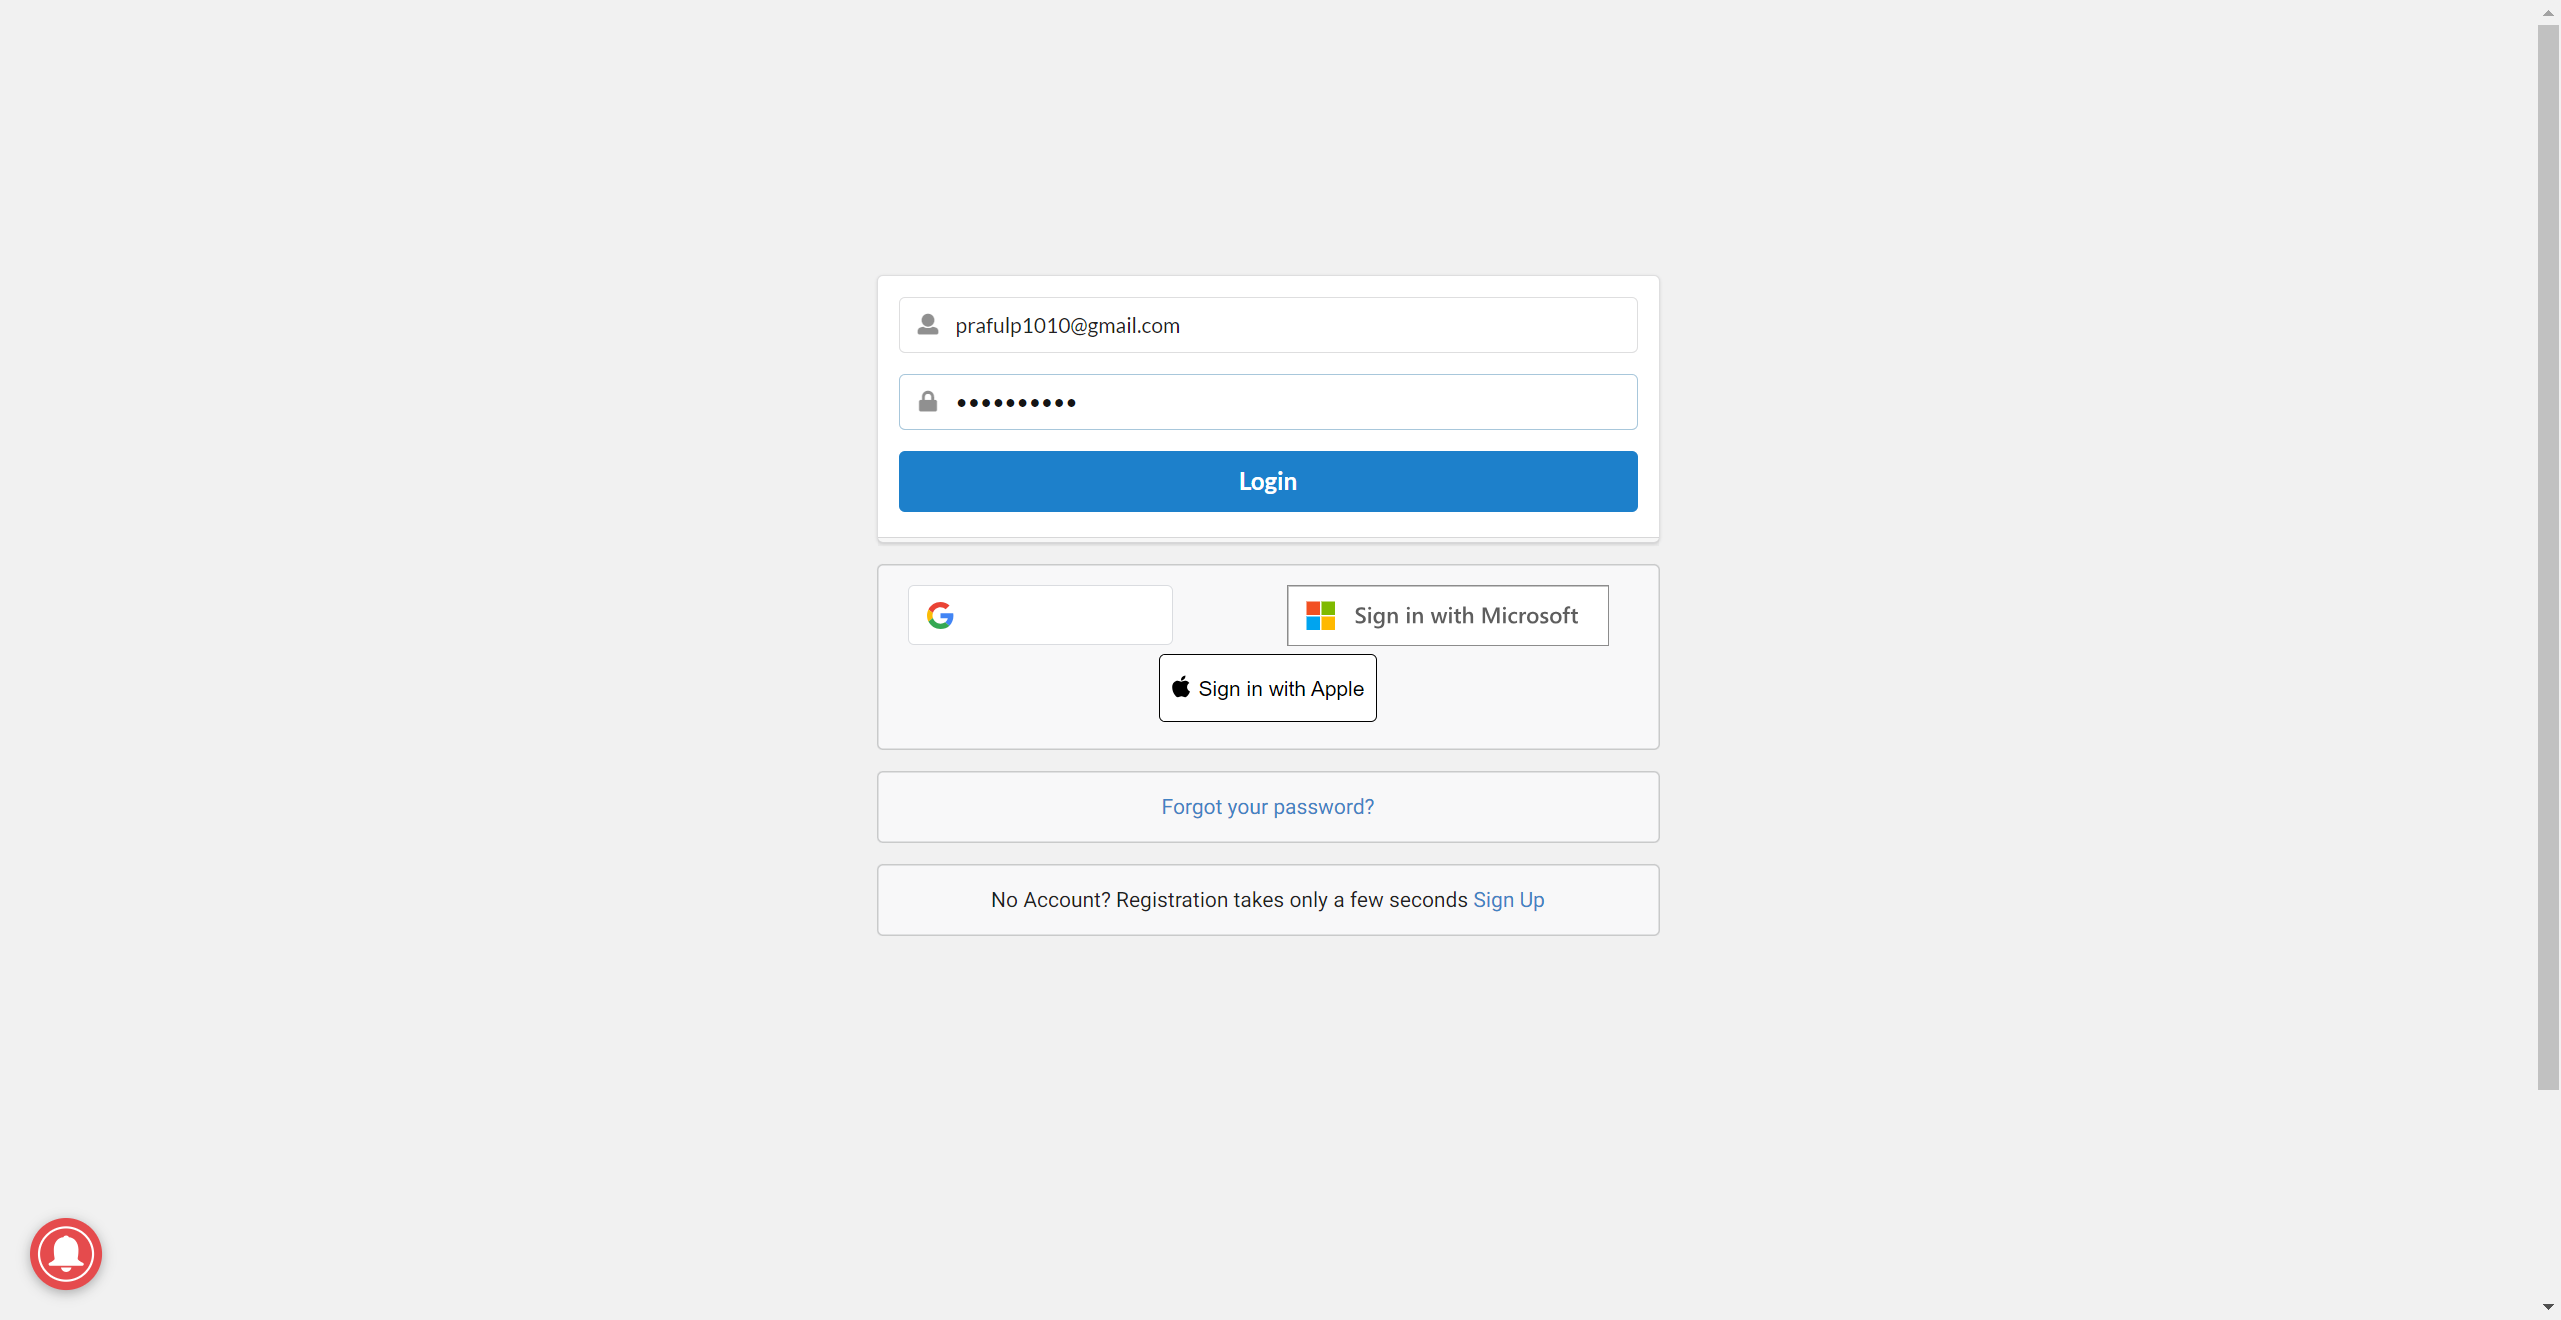 prafulp1010@gmail.com
••••••••••
Login
Sign in with Microsoft
Sign in with Apple
Forgot your password?
No Account? Registration takes only a few seconds Sign Up